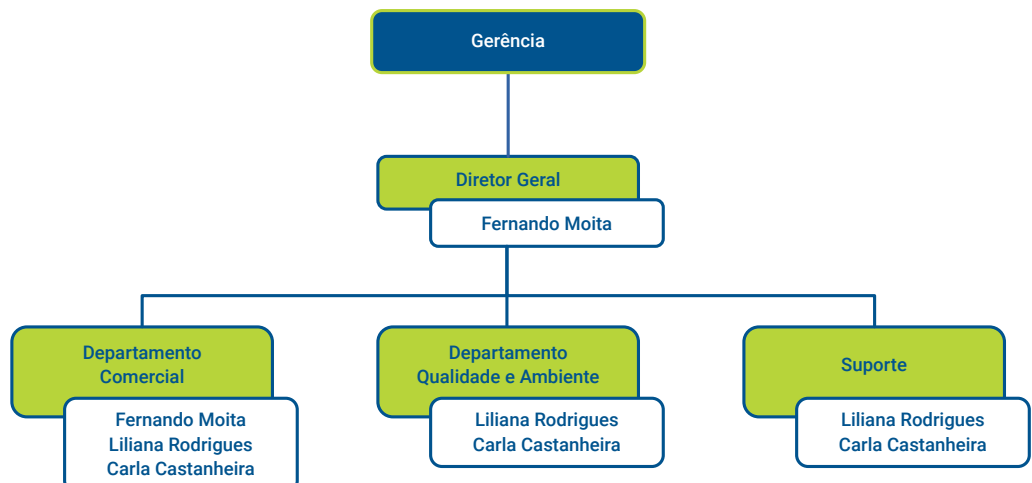 Gerência
Diretor Geral
Fernando Moita
Departamento
Comercial
Fernando Moita
Liliana Rodrigues
Carla Castanheira
Departamento
Qualidade e Ambiente
Liliana Rodrigues
Carla Castanheira
Suporte
Liliana Rodrigues
Carla Castanheira